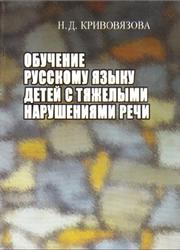 Н.Д. КРИВОВЯЗОВА
ОБУЧЕНИЕ
РУССКОМУ ЯЗЫКУ
ДЕТЕЙ С ТЯЖЕЛЫМИ
НАРУШЕНИЯМИ РЕЧИ